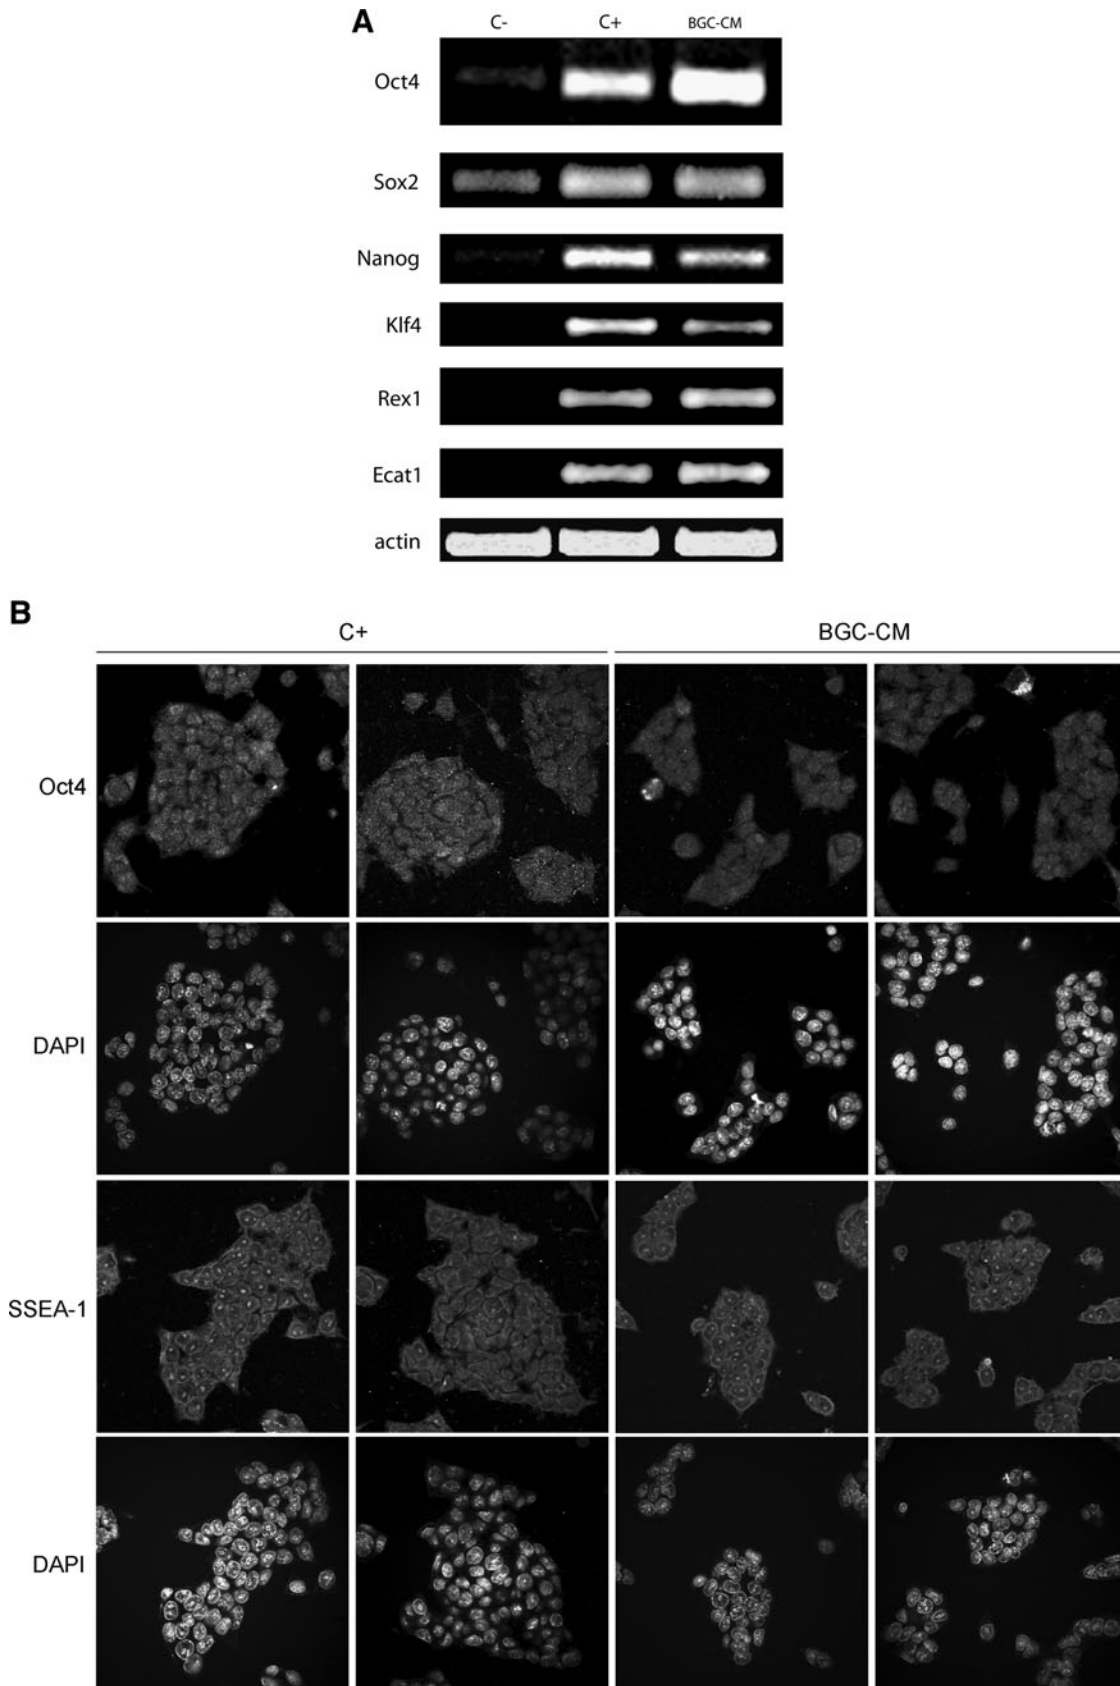 A
C- C+ BGC-CM
Oct4
Sox2
Nanog
Klf4
Rex1
Ecat1
actin
B
C+ BGC-CM
Oct4
DAPI
SSEA-1
DAPI